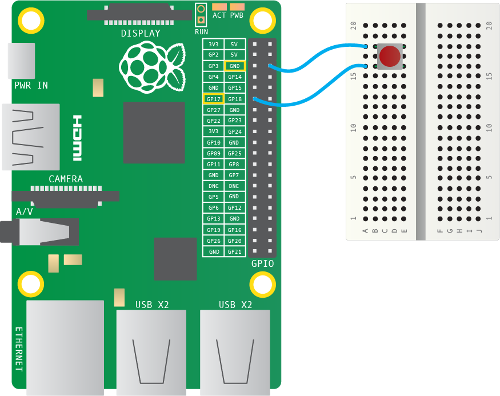 ACT PWB
RUN
DISPLAY
3V3 5V
GP2 5V
GP3 GND
GP4 GP14
GND GP15
GP17 GP18
GP27 GND
GP22 GP23
3V3 GP24
GP10 GND
GP09 GP25
GP11 GP8
GND GP7
DNC DNC
GP5 GND
GP6 GP12
GP13 GND
GP19 GP16
GP26 GP20
GND GP21
GPIO
PWR IN
HDMI
CAMERA
A/V
ETHERNET
USB X2
USB X2
20
15
10
5
1
A B C D E
F G H I J
20
15
10
5
1